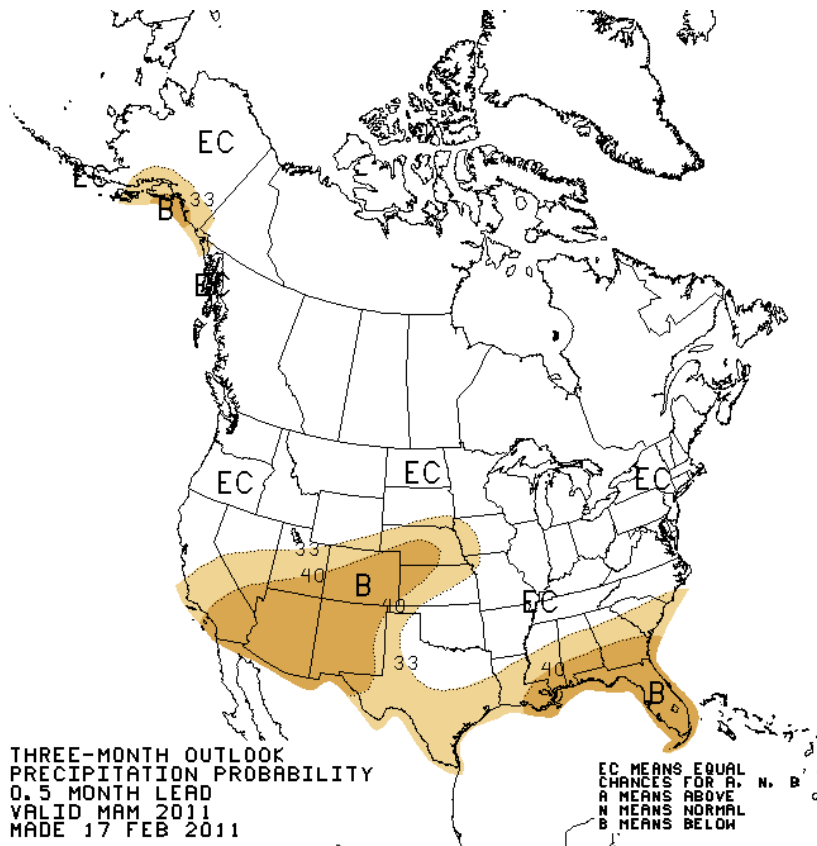 EC
EC
33
B
EC
EC
EC
EC
33
40
B
40
EC
33
40
B
THREE-MONTH OUTLOOK
PRECIPITATION PROBABILITY
0.5 MONTH LEAD
VALID MAM 2011
MADE 17 FEB 2011
EC MEANS EQUAL
CHANCES FOR A, N, B
A MEANS ABOVE
N MEANS NORMAL
B MEANS BELOW